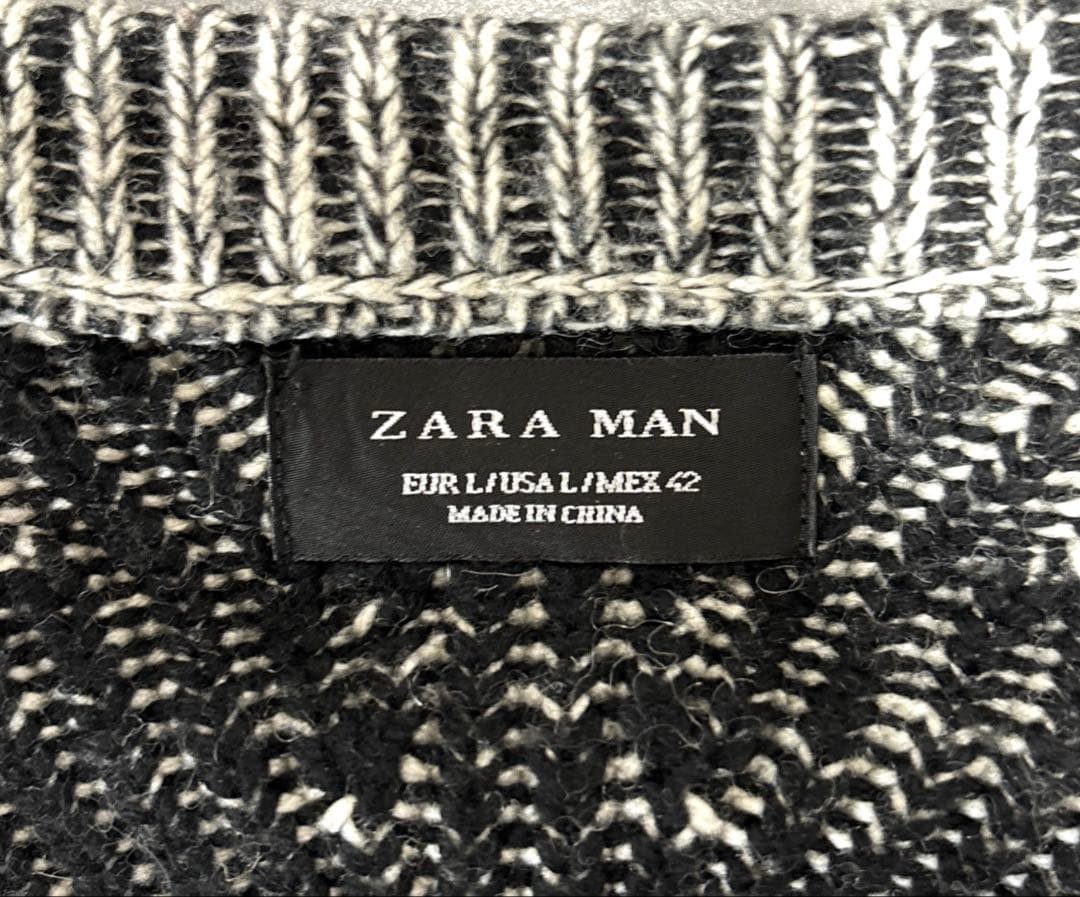 ZARA MAN
EUR L/USA L/MEX 42
MADE IN CHINA